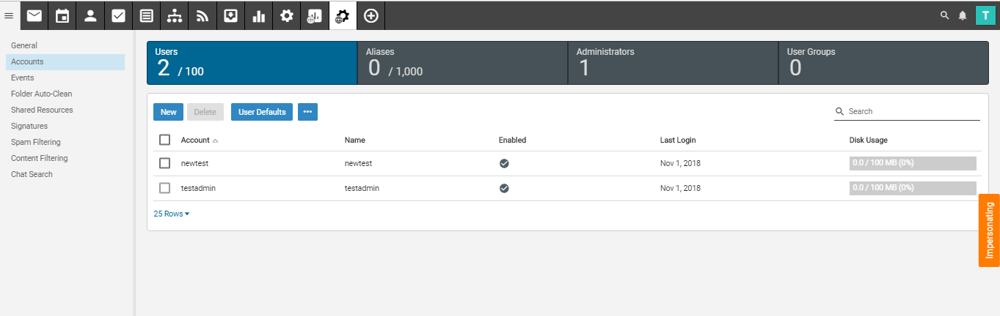 T
General
Accounts
Events
Folder Auto-Clean
Shared Resources
Signatures
Spam Filtering
Content Filtering
Chat Search
Users
2 / 100
Aliases
0 / 1,000
Administrators
1
User Groups
0
New Delete User Defaults ••• Search
Account Name Enabled Last Login Disk Usage
newtest newtest Nov 1, 2018 0.0 / 100 MB (0%)
testadmin testadmin Nov 1, 2018 0.0 / 100 MB (0%)
25 Rows
Impersonating